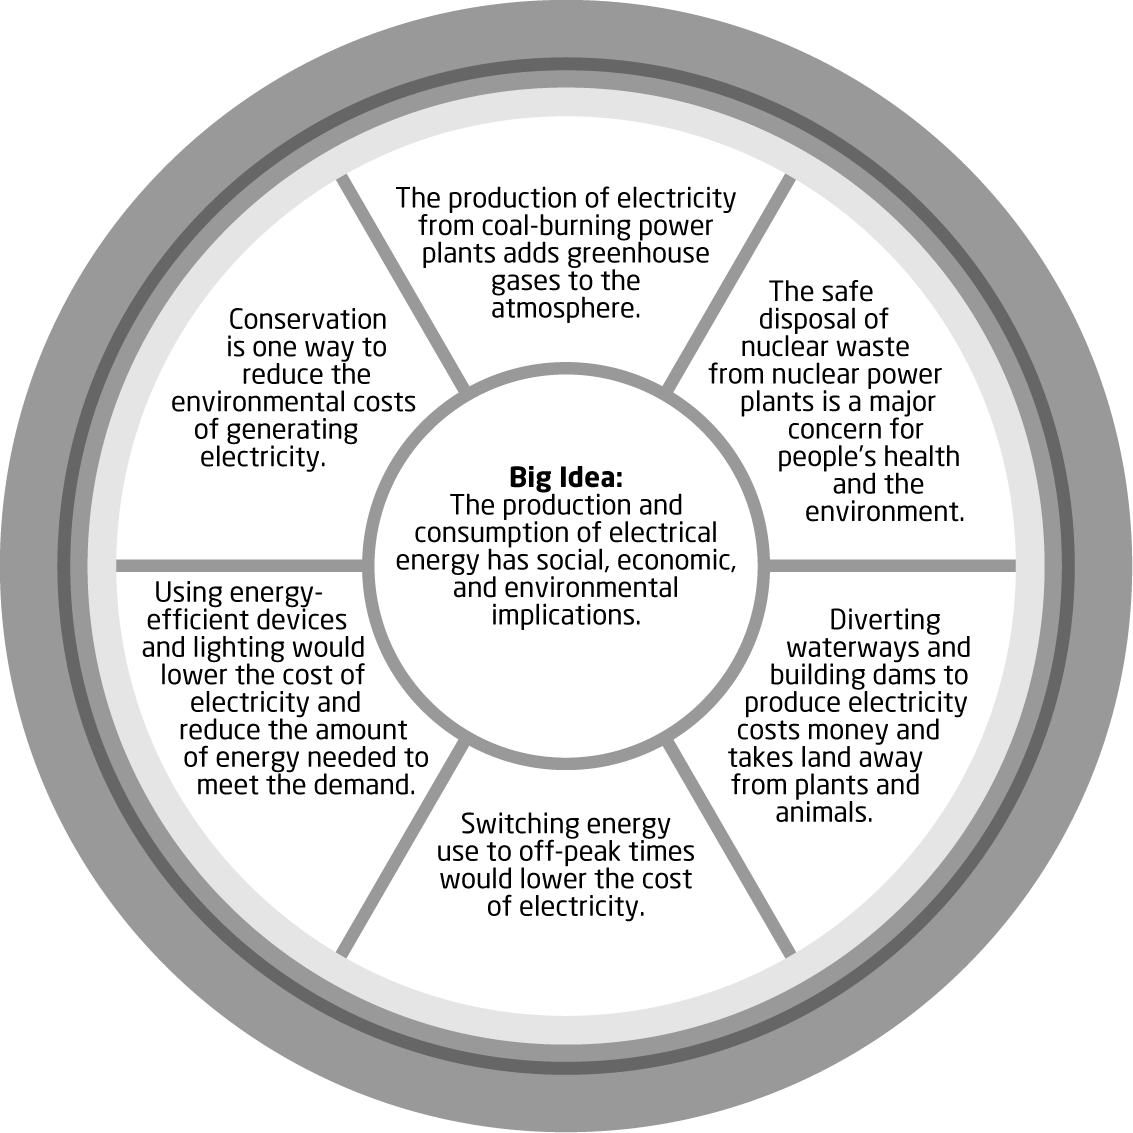 The production of electricity
from coal-burning power
plants adds greenhouse
gases to the
atmosphere.
The safe
disposal of
nuclear waste
from nuclear power
plants is a major
concern for
people’s health
and the
environment.
Diverting
waterways and
building dams to
produce electricity
costs money and
takes land away
from plants and
animals.
Switching energy
use to off-peak times
would lower the cost
of electricity.
Using energy-
efficient devices
and lighting would
lower the cost of
electricity and
reduce the amount
of energy needed to
meet the demand.
Conservation
is one way to
reduce the
environmental costs
of generating
electricity.
Big Idea:
The production and
consumption of electrical
energy has social, economic,
and environmental
implications.